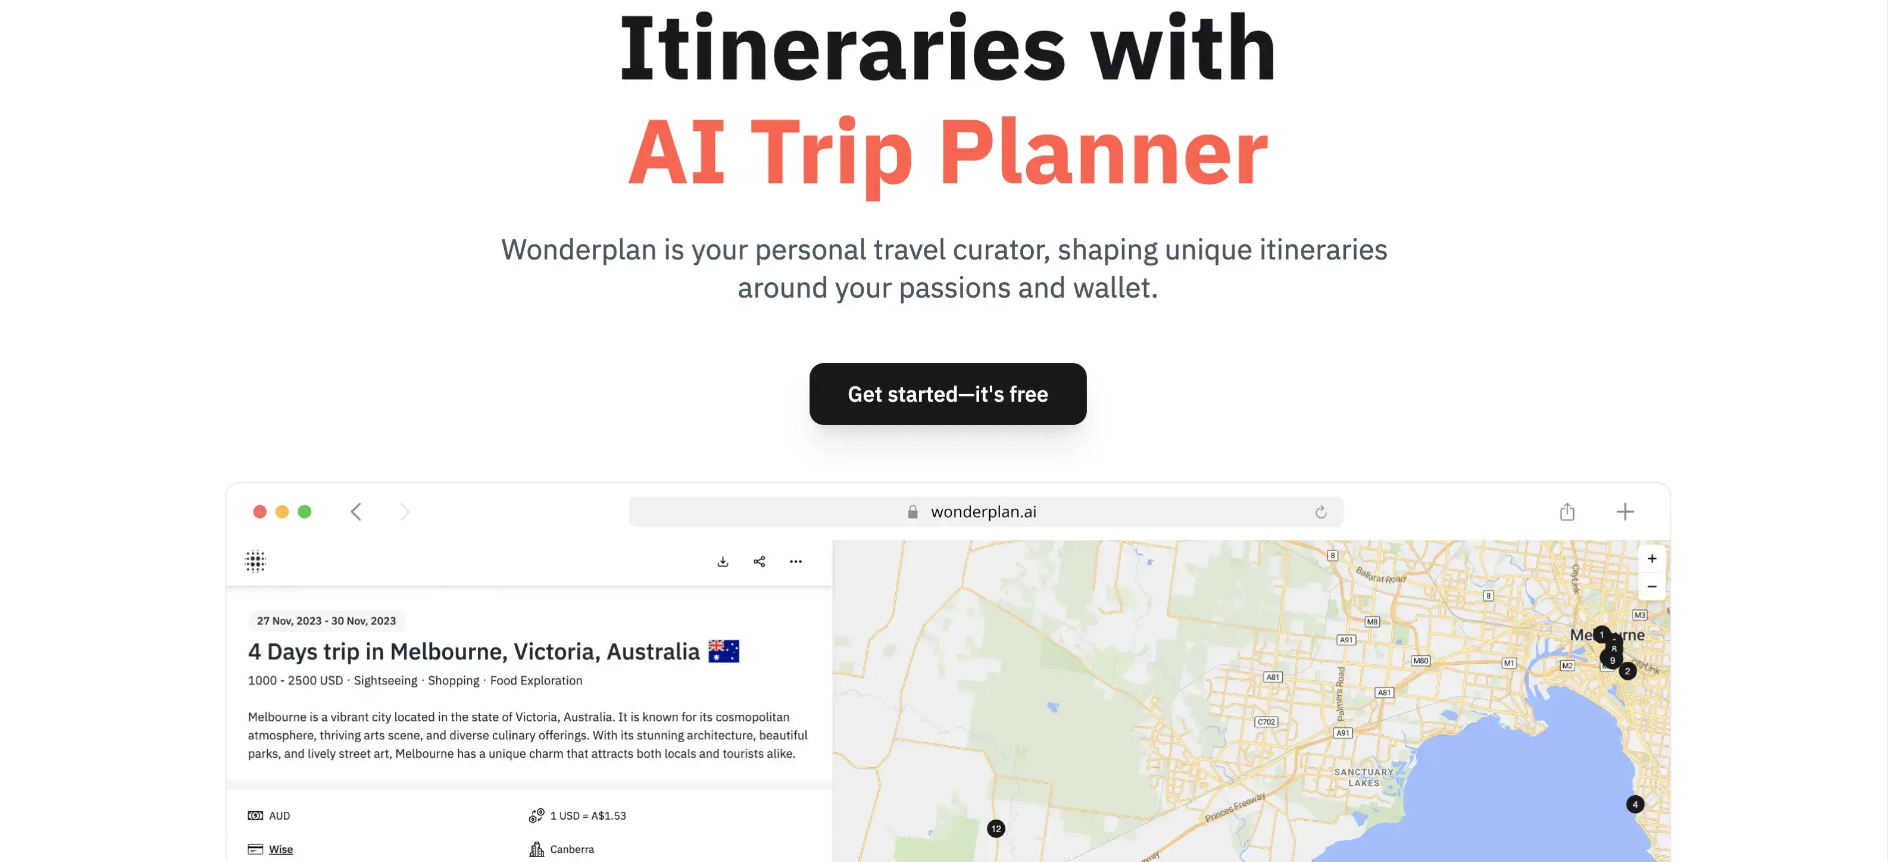 Itineraries with
AI Trip Planner
Wonderplan is your personal travel curator, shaping unique itineraries
around your passions and wallet.
Get started—it's free
wonderplan.ai
27 Nov, 2023 - 30 Nov, 2023
4 Days trip in Melbourne, Victoria, Australia
1000 - 2500 USD · Sightseeing · Shopping · Food Exploration
Melbourne is a vibrant city located in the state of Victoria, Australia. It is known for its cosmopolitan
atmosphere, thriving arts scene, and diverse culinary offerings. With its stunning architecture, beautiful
parks, and lively street art, Melbourne has a unique charm that attracts both locals and tourists alike.
AUD
1 USD = A$1.53
Wise
Canberra
+
−
8
Ballarat Road
CityLink
8
M3
M8
A91
1
8
9
2
M80
M1
M2
A81
Palmers Road
A81
C702
A91
SANCTUARY
LAKES
Princes Freeway
4
12